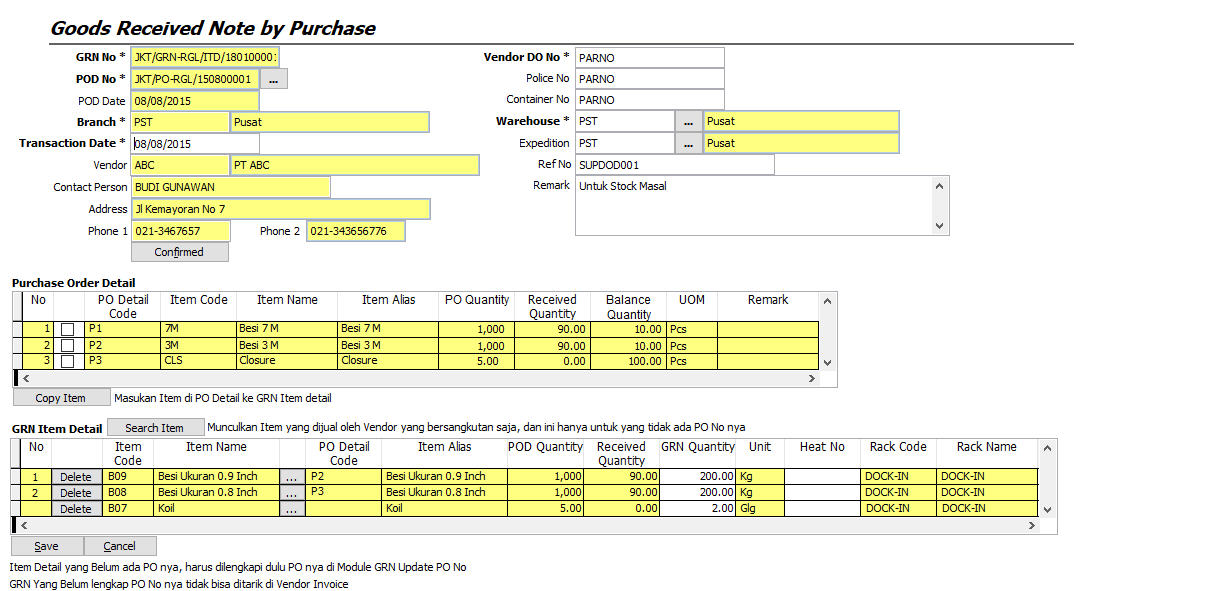 Goods Received Note by Purchase
GRN No * JKT/GRN-RGL/ITD/18010000 Vendor DO No * PARNO
POD No * JKT/PO-RGL/150800001 ... Police No PARNO
POD Date 08/08/2015 Container No PARNO
Branch * PST Pusat Warehouse * PST ... Pusat
Transaction Date * 08/08/2015 Expedition PST ... Pusat
Vendor ABC PT ABC Ref No SUPDOD001
Contact Person BUDI GUNAWAN Remark Untuk Stock Masal
Address Jl Kemayoran No 7
Phone 1 021-3467657 Phone 2 021-343656776
Confirmed
Purchase Order Detail
No PO Detail Code Item Code Item Name Item Alias PO Quantity Received Quantity Balance Quantity UOM Remark
1 P1 7M Besi 7 M Besi 7 M 1,000 90.00 10.00 Pcs
2 P2 3M Besi 3 M Besi 3 M 1,000 90.00 10.00 Pcs
3 P3 CLS Closure Closure 5.00 0.00 100.00 Pcs
Copy Item Masukan Item di PO Detail ke GRN Item detail
GRN Item Detail Search Item Munculkan Item yang dijual oleh Vendor yang bersangkutan saja, dan ini hanya untuk yang tidak ada PO No nya
No Item Code Item Name PO Detail Code Item Alias POD Quantity Received Quantity GRN Quantity Unit Heat No Rack Code Rack Name
1 Delete B09 Besi Ukuran 0.9 Inch ... P2 Besi Ukuran 0.9 Inch 1,000 90.00 200.00 Kg DOCK-IN DOCK-IN
2 Delete B08 Besi Ukuran 0.8 Inch ... P3 Besi Ukuran 0.8 Inch 1,000 90.00 200.00 Kg DOCK-IN DOCK-IN
Delete B07 Koil ... Koil 5.00 0.00 2.00 Glg DOCK-IN DOCK-IN
Save Cancel
Item Detail yang Belum ada PO nya, harus dilengkapi dulu PO nya di Module GRN Update PO No
GRN Yang Belum lengkap PO No nya tidak bisa ditarik di Vendor Invoice